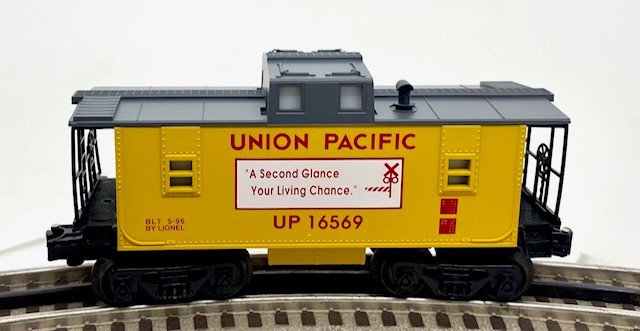 UNION PACIFIC
"A Second Glance
Your Living Chance."
UP 16569
BLT 5-96
BY LIONEL